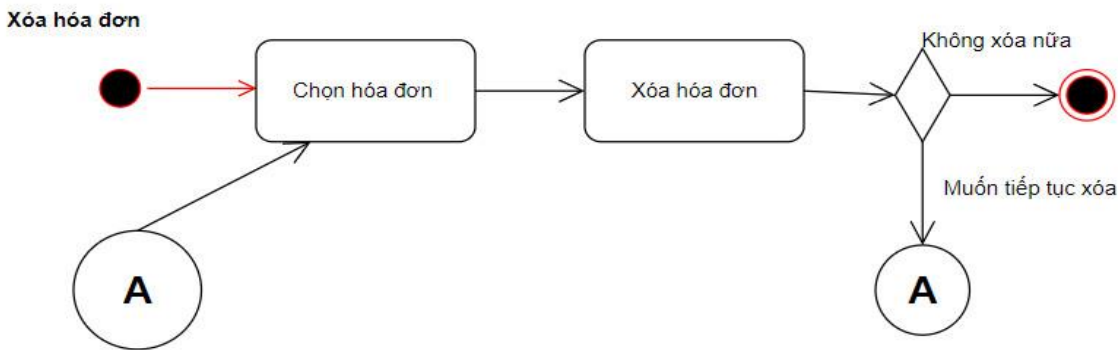 Xóa hóa đơn
Không xóa nữa
Chọn hóa đơn
Xóa hóa đơn
Muốn tiếp tục xóa
A
A